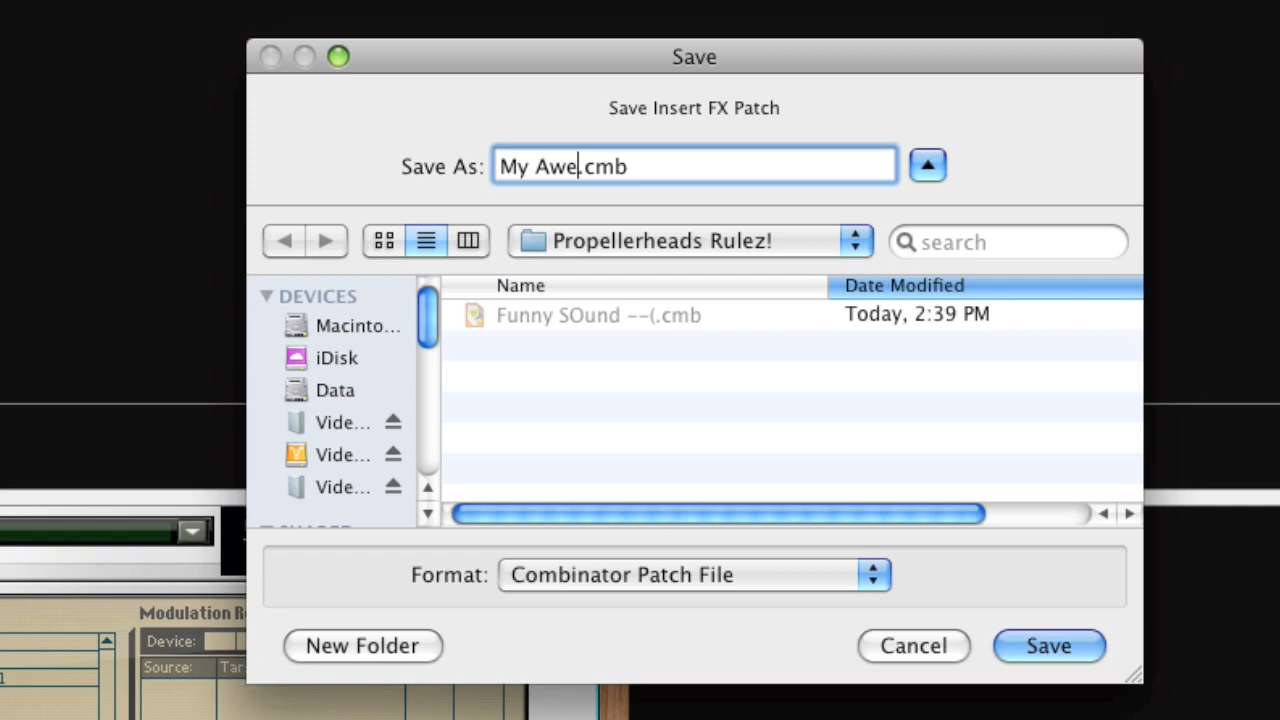 Save
Save Insert FX Patch
Save As: My Awe.cmb
Propellerheads Rulez! search
Name Date Modified
Funny SOund --(.cmb Today, 2:39 PM
DEVICES
Macinto...
iDisk
Data
Vide...
Vide...
Vide...
Format: Combinator Patch File
New Folder Cancel Save
Modulation
Device:
Source:
1